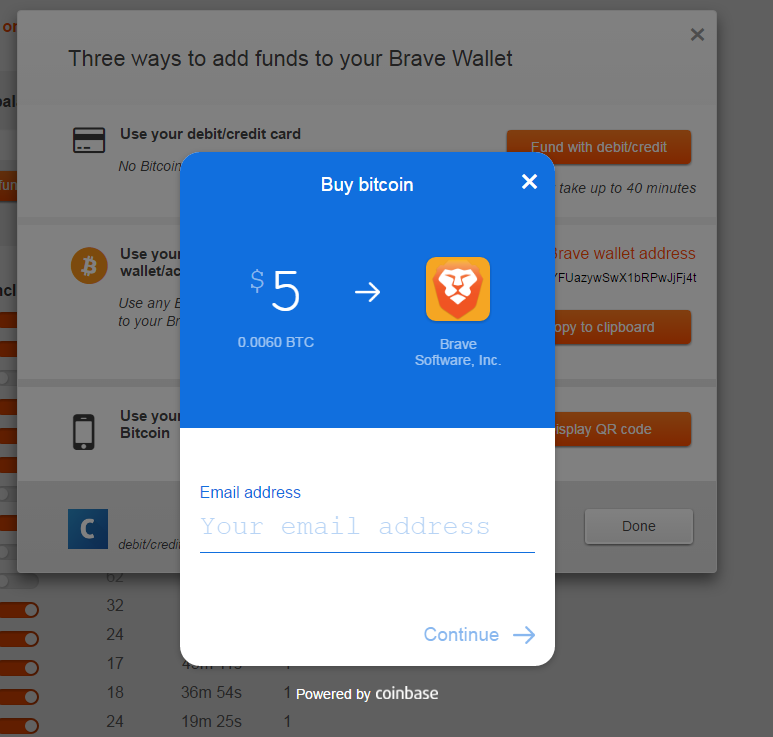 or
Three ways to add funds to your Brave Wallet
Use your debit/credit card
Fund with debit/credit
No Bitcoin
take up to 40 minutes
Buy bitcoin
$5
0.0060 BTC
Brave
Software, Inc.
Use your
wallet/ac
Use any
to your Br
Brave wallet address
FUazywSwX1bRPwJjFj4t
opy to clipboard
Use your
Bitcoin
isplay QR code
debit/credit
Done
Email address
Your email address
Continue
62
32
24
17
18 36m 54s 1
24 19m 25s 1
Powered by coinbase